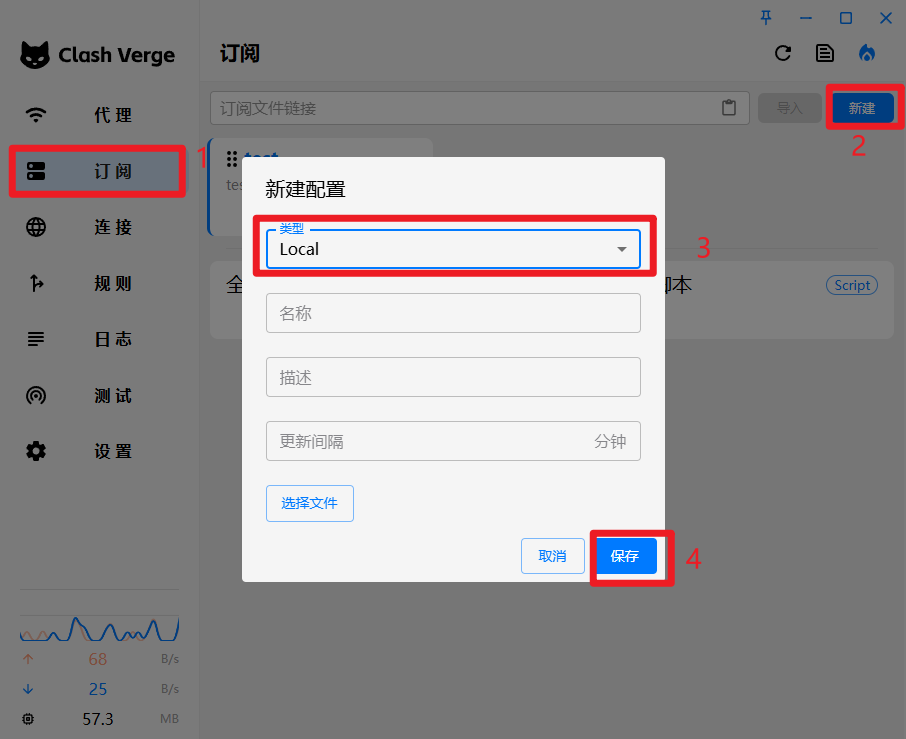 Clash Verge
订阅
代 理
订阅文件链接
导入
新建
1
2
订 阅
test
tes
新建配置
类型
Local
3
连 接
规 则
全
脚本
Script
名称
日 志
描述
测 试
更新间隔
分钟
设 置
选择文件
取消
保存
4
68
B/s
25
B/s
57.3
MB